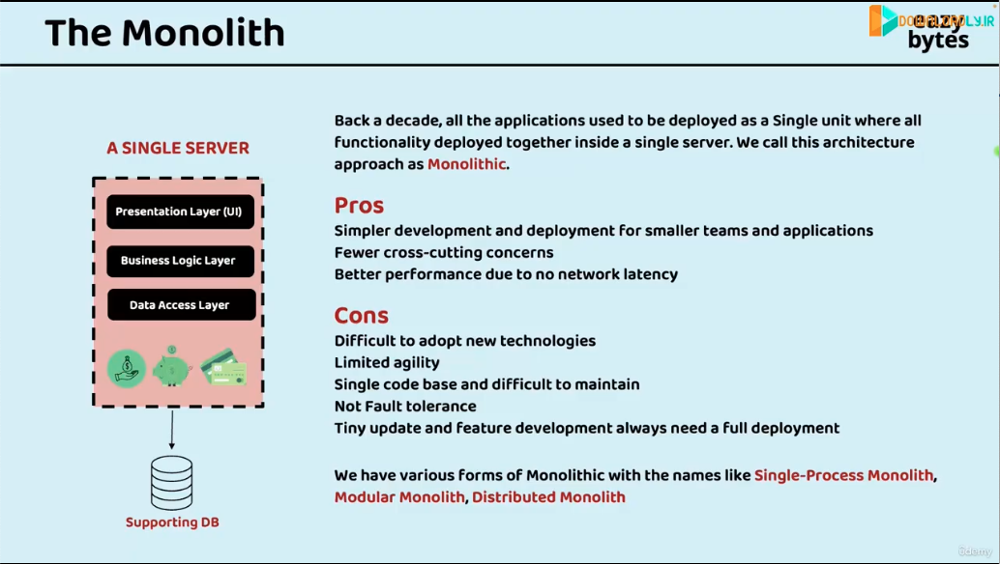 The Monolith
DOWNLOADLY.IR
eazy
bytes
A SINGLE SERVER
Presentation Layer (UI)
Business Logic Layer
Data Access Layer
Supporting DB
Back a decade, all the applications used to be deployed as a Single unit where all
functionality deployed together inside a single server. We call this architecture
approach as Monolithic.
Pros
Simpler development and deployment for smaller teams and applications
Fewer cross-cutting concerns
Better performance due to no network latency
Cons
Difficult to adopt new technologies
Limited agility
Single code base and difficult to maintain
Not Fault tolerance
Tiny update and feature development always need a full deployment
We have various forms of Monolithic with the names like Single-Process Monolith,
Modular Monolith, Distributed Monolith
ûdemy